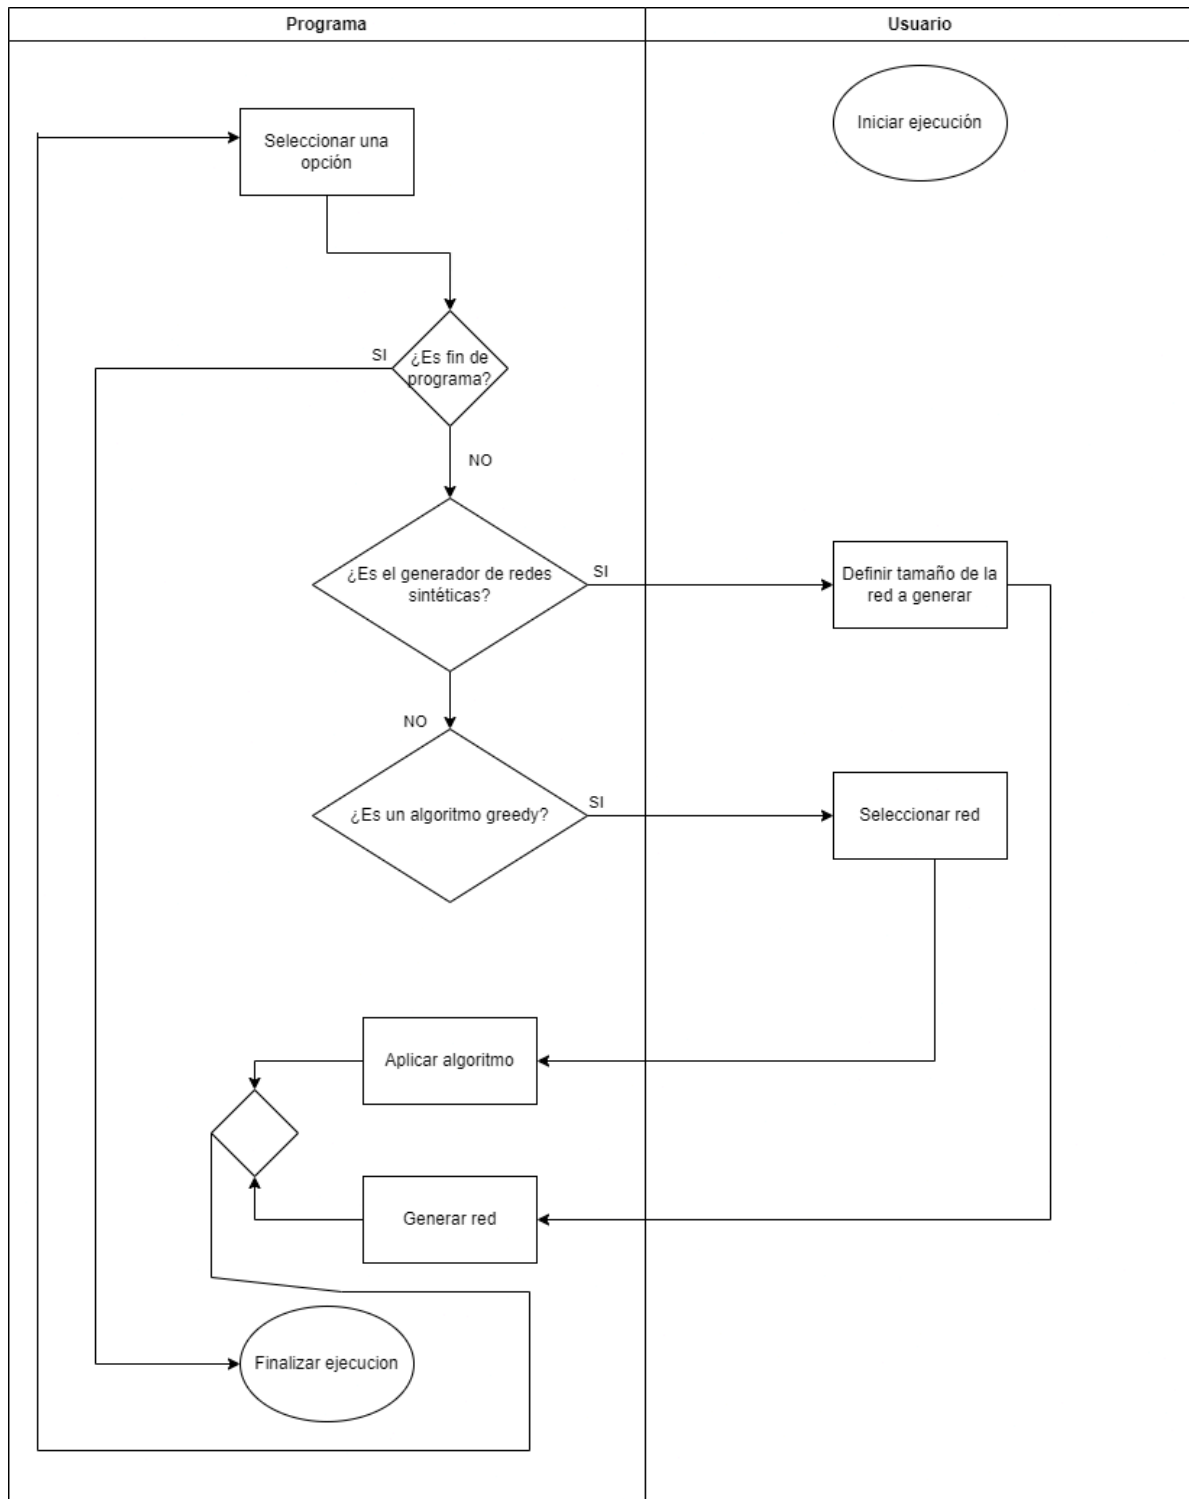 Programa
Usuario
Iniciar ejecución
Seleccionar una
opción
SI
¿Es fin de
programa?
NO
¿Es el generador de redes
sintéticas?
SI
Definir tamaño de la
red a generar
NO
¿Es un algoritmo greedy?
SI
Seleccionar red
Aplicar algoritmo
Generar red
Finalizar ejecucion